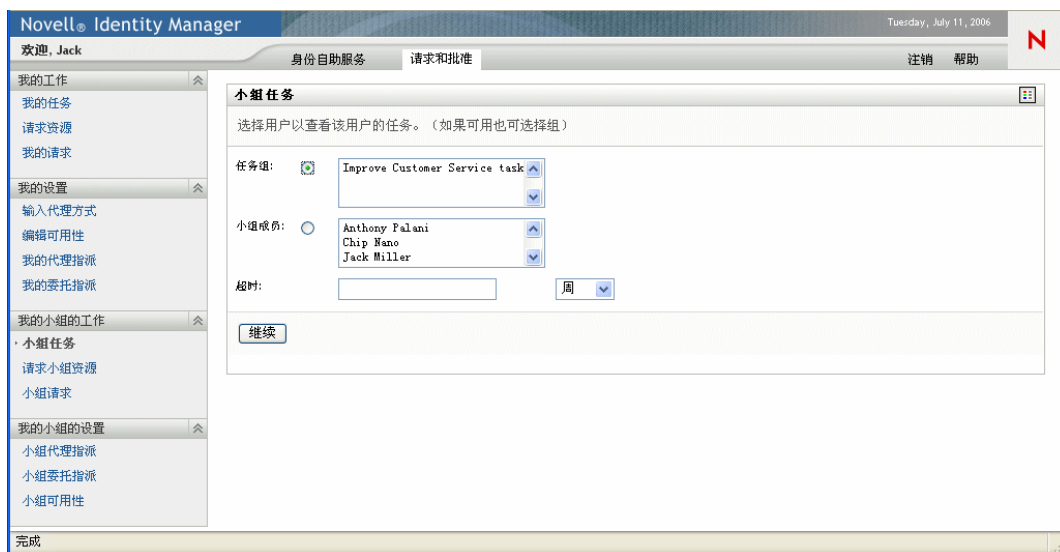 Novell® Identity Manager
Tuesday, July 11, 2006
N
欢迎, Jack
身份自助服务
请求和批准
注销
帮助
我的工作
我的任务
请求资源
我的请求
我的设置
输入代理方式
编辑可用性
我的代理指派
我的委托指派
我的小组的工作
小组任务
请求小组资源
小组请求
我的小组的设置
小组代理指派
小组委托指派
小组可用性
小组任务
选择用户以查看该用户的任务。（如果可用也可选择组）
任务组:
Improve Customer Service task
小组成员:
Anthony Palani
Chip Nano
Jack Miller
超时:
周
继续
完成